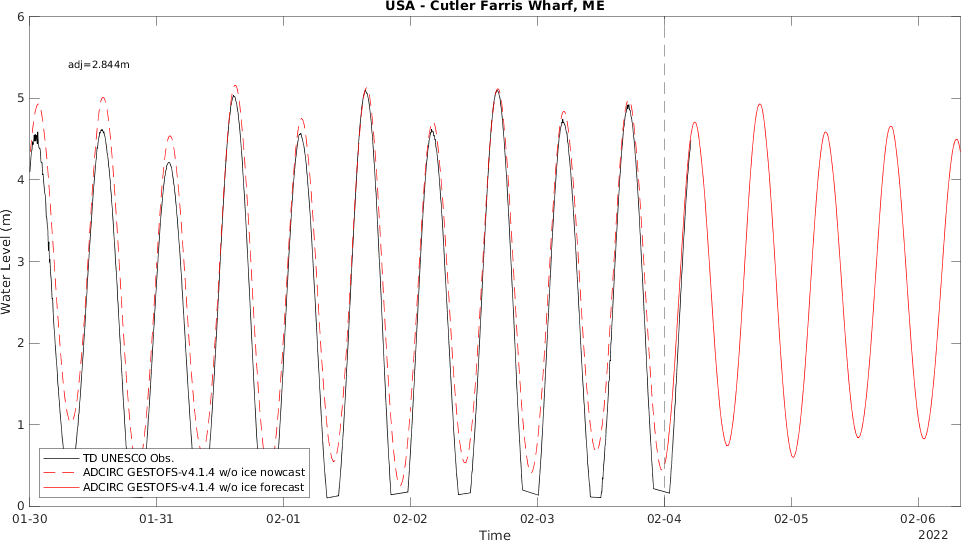 USA - Cutler Farris Wharf, ME
6
adj=2.844m
5
4
3
2
1
0
Water Level (m)
TD UNESCO Obs.
ADCIRC GESTOFS-v4.1.4 w/o ice nowcast
ADCIRC GESTOFS-v4.1.4 w/o ice forecast
01-30 01-31 02-01 02-02 02-03 02-04 02-05 02-06
Time
2022